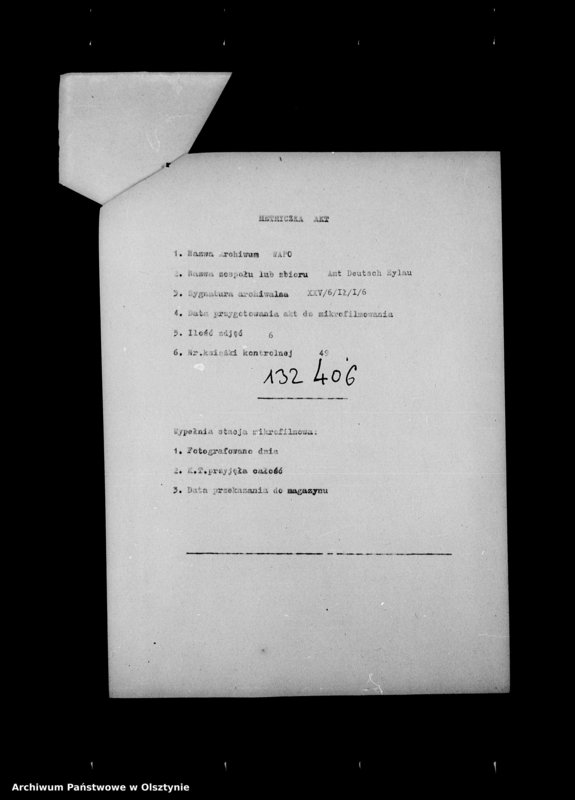 METRYCZKA AKT
1. Nazwa archiwum WAPO
2. Nazwa zespołu lub zbioru Amt Deutsch Eylau
3. Sygnatura archiwalna XXV/6/IŁ/I/6
4. Data przygotowania akt do mikrofilmowania
5. Ilość zdjęć 6
6. Nr.książki kontrolnej 49
132 406
Wypełnia stacja mikrofilmowa:
1. Fotografowano dnia
2. K.T.przyjęła całość
3. Data przekazania do magazynu
Archiwum Państwowe w Olsztynie